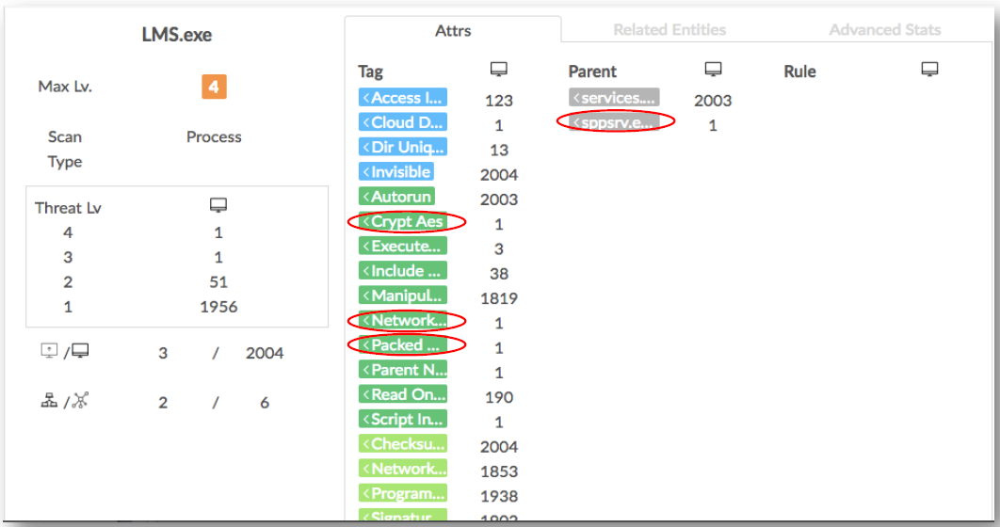 LMS.exe
Max Lv. 4
Scan Type Process
Threat Lv
4 1
3 1
2 51
1 1956
/ 3 / 2004
/ 2 / 6
Attrs Related Entities Advanced Stats
Tag Parent Rule
<Access I... 123 <services.... 2003
<Cloud D... 1 <sppsrv.e... 1
<Dir Uniq... 13
<Invisible 2004
<Autorun 2003
<Crypt Aes 1
<Execute... 3
<Include ... 38
<Manipul... 1819
<Network... 1
<Packed ... 1
<Parent N... 1
<Read On... 190
<Script In... 1
<Checksu... 2004
<Network... 1853
<Program... 1938
<Signatur...